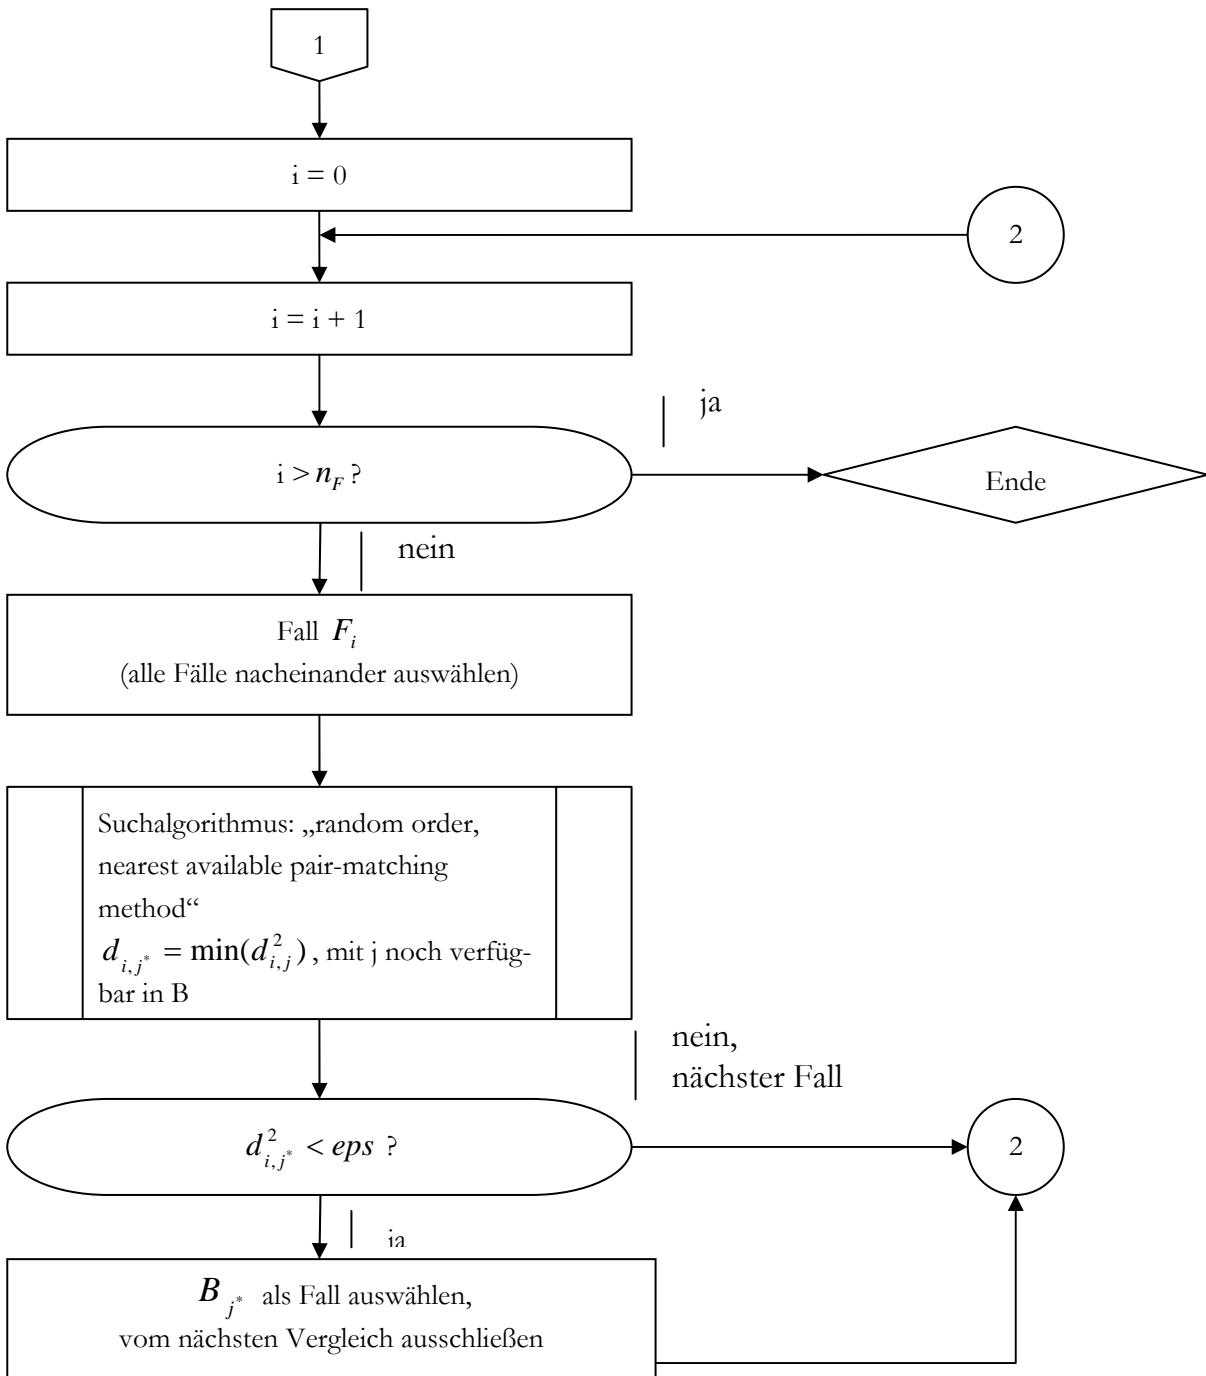 1
i = 0
2
i = i + 1
ja
i > n_F ?
Ende
nein
Fall F_i
(alle Fälle nacheinander auswählen)
Suchalgorithmus: „random order,
nearest available pair-matching
method“
d_{i,j*} = min(d²_{i,j}), mit j noch verfüg-
bar in B
nein,
nächster Fall
d²_{i,j*} < eps ?
2
ja
B_{j*} als Fall auswählen,
vom nächsten Vergleich ausschließen